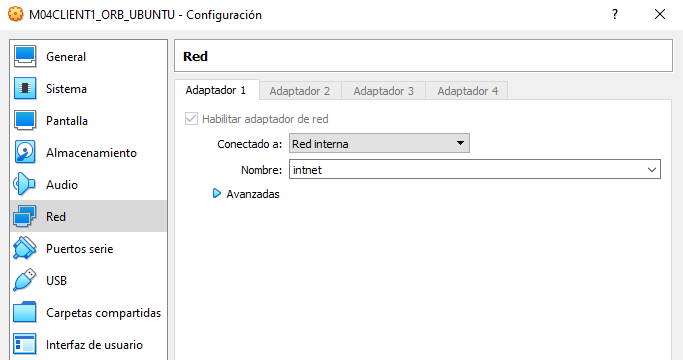 M04CLIENT1_ORB_UBUNTU - Configuración
General
Sistema
Pantalla
Almacenamiento
Audio
Red
Puertos serie
USB
Carpetas compartidas
Interfaz de usuario
Red
Adaptador 1 Adaptador 2 Adaptador 3 Adaptador 4
Habilitar adaptador de red
Conectado a: Red interna
Nombre: intnet
Avanzadas